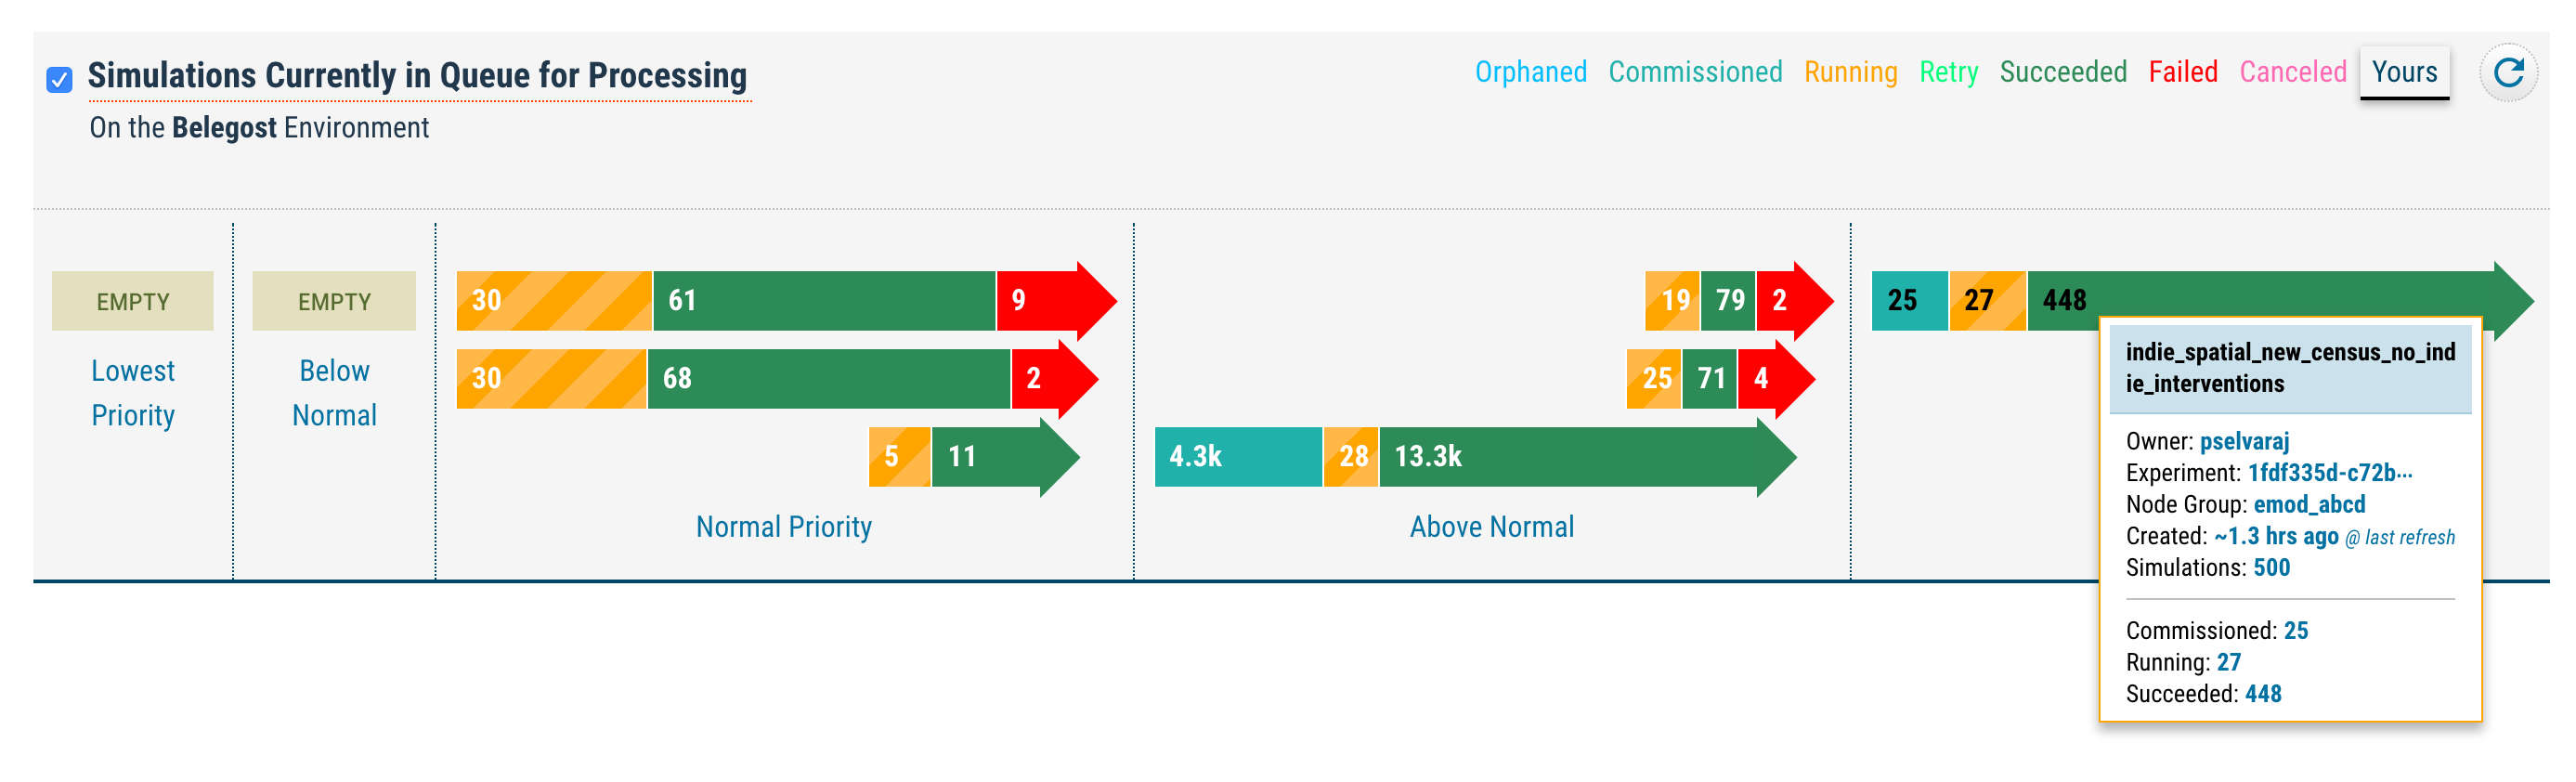 Simulations Currently in Queue for Processing
Orphaned Commissioned Running Retry Succeeded Failed Canceled Yours
On the Belegost Environment
EMPTY
Lowest
Priority
EMPTY
Below
Normal
30 61 9
30 68 2
5 11
Normal Priority
19 79 2
25 71 4
4.3k 28 13.3k
Above Normal
25 27 448
indie_spatial_new_census_no_ind
ie_interventions
Owner: pselvaraj
Experiment: 1fdf335d-c72b···
Node Group: emod_abcd
Created: ~1.3 hrs ago @ last refresh
Simulations: 500
Commissioned: 25
Running: 27
Succeeded: 448